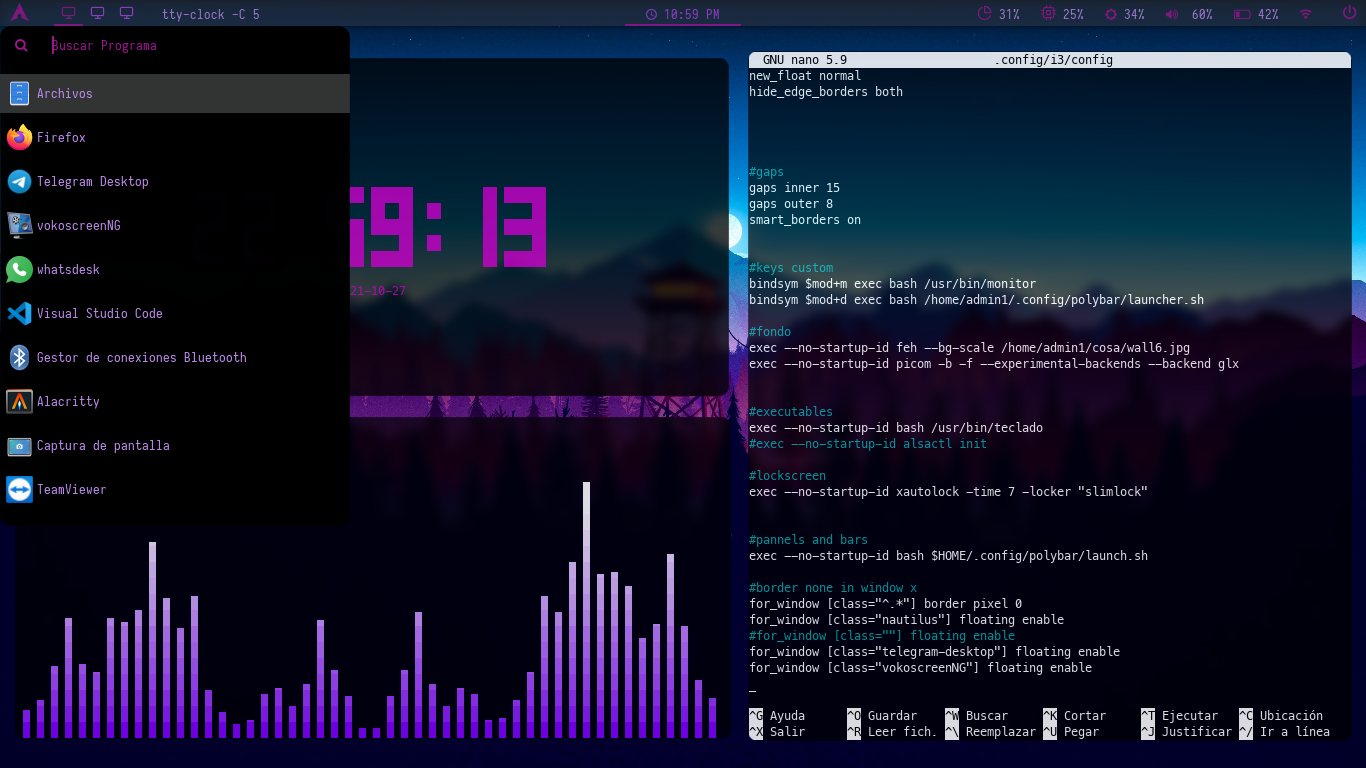 tty-clock -C 5
10:59 PM
31%
25%
34%
60%
42%
Buscar Programa
Archivos
Firefox
Telegram Desktop
vokoscreenNG
whatsdesk
Visual Studio Code
Gestor de conexiones Bluetooth
Alacritty
Captura de pantalla
TeamViewer
59:13
21-10-27
GNU nano 5.9 .config/i3/config
new_float normal
hide_edge_borders both
#gaps
gaps inner 15
gaps outer 8
smart_borders on
#keys custom
bindsym $mod+m exec bash /usr/bin/monitor
bindsym $mod+d exec bash /home/admin1/.config/polybar/launcher.sh
#fondo
exec --no-startup-id feh --bg-scale /home/admin1/cosa/wall6.jpg
exec --no-startup-id picom -b -f --experimental-backends --backend glx
#executables
exec --no-startup-id bash /usr/bin/teclado
#exec --no-startup-id alsactl init
#lockscreen
exec --no-startup-id xautolock -time 7 -locker "slimlock"
#pannels and bars
exec --no-startup-id bash $HOME/.config/polybar/launch.sh
#border none in window x
for_window [class="^.*"] border pixel 0
for_window [class="nautilus"] floating enable
#for_window [class=""] floating enable
for_window [class="telegram-desktop"] floating enable
for_window [class="vokoscreenNG"] floating enable
^G Ayuda ^O Guardar ^W Buscar ^K Cortar ^T Ejecutar ^C Ubicación
^X Salir ^R Leer fich. ^\ Reemplazar ^U Pegar ^J Justificar ^/ Ir a línea